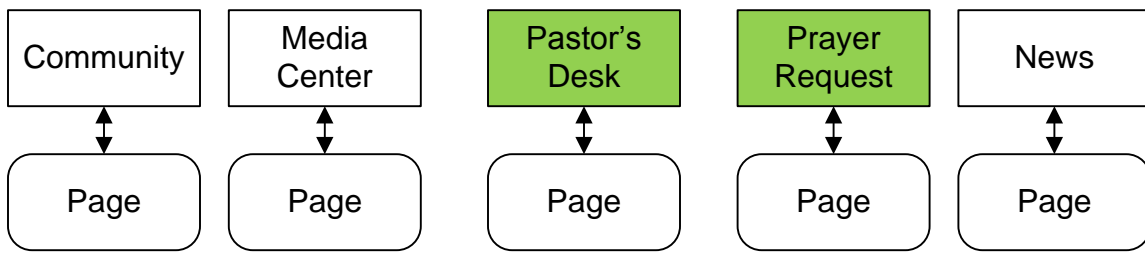 Community
Media
Center
Pastor’s
Desk
Prayer
Request
News
Page
Page
Page
Page
Page